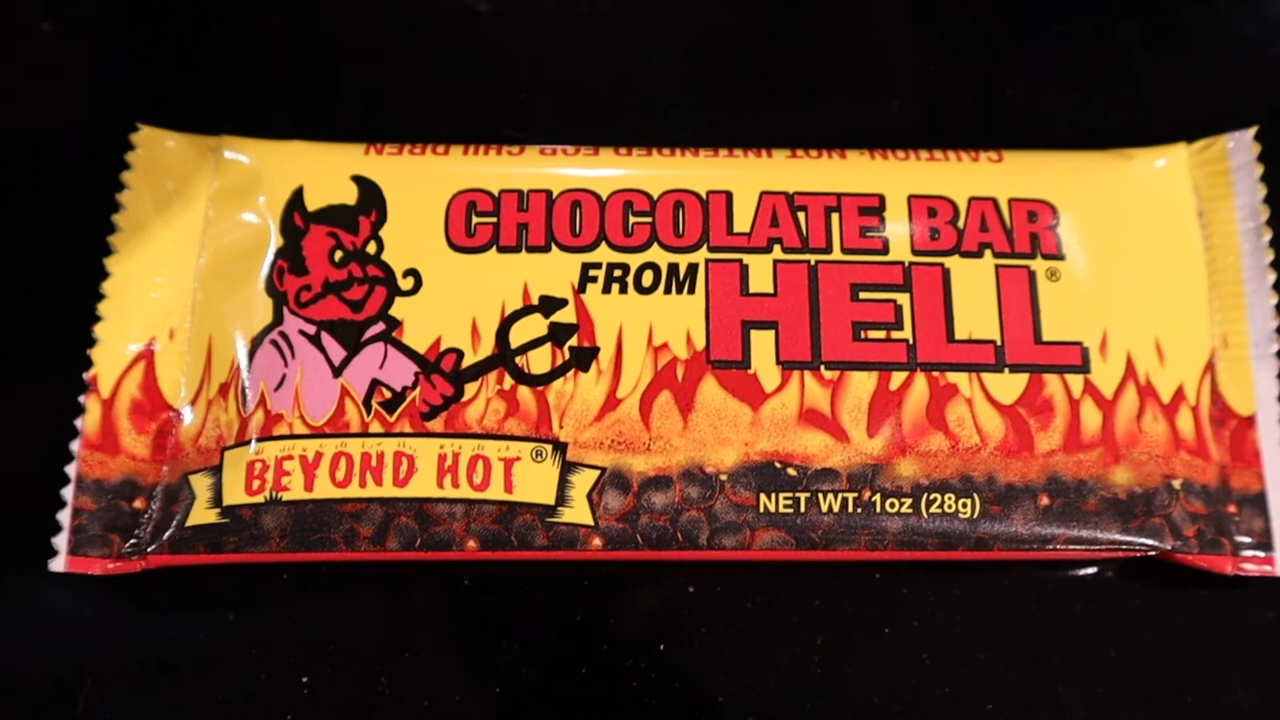 CAUTION: NOT INTENDED FOR CHILDREN
CHOCOLATE BAR
FROM HELL®
BEYOND HOT®
NET WT. 1oz (28g)